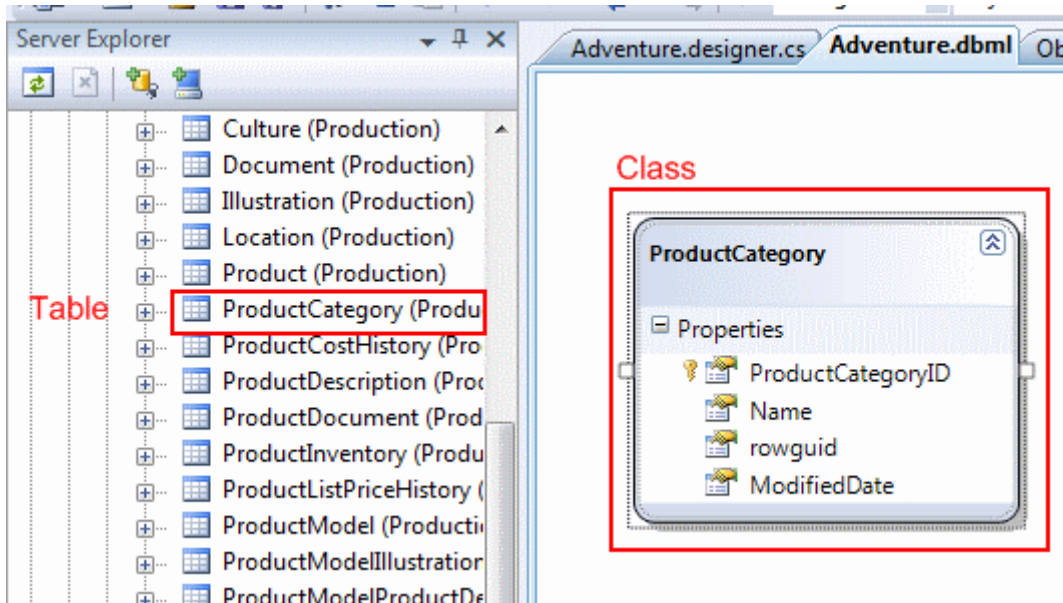 Server Explorer
Adventure.designer.cs
Adventure.dbml
Ob
Culture (Production)
Document (Production)
Illustration (Production)
Location (Production)
Product (Production)
Table
ProductCategory (Produ
ProductCostHistory (Pro
ProductDescription (Prod
ProductDocument (Prod
ProductInventory (Produ
ProductListPriceHistory (
ProductModel (Producti
ProductModelIllustration
ProductModelProductDe
Class
ProductCategory
Properties
ProductCategoryID
Name
rowguid
ModifiedDate